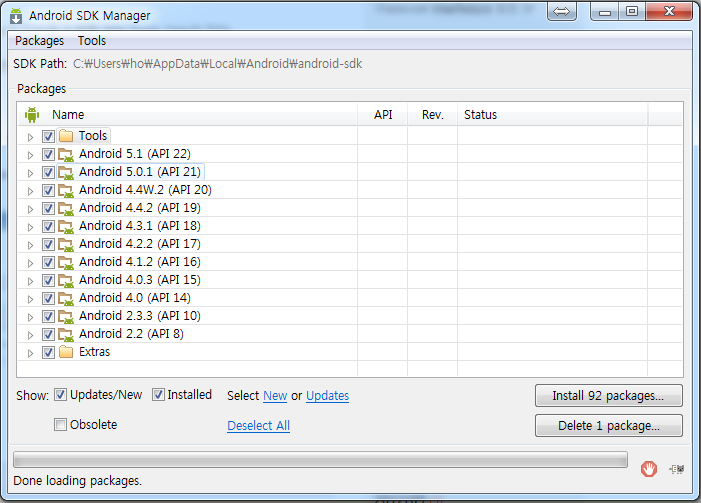 Android SDK Manager
Packages Tools
SDK Path: C:₩Users₩ho₩AppData₩Local₩Android₩android-sdk
Packages
Name API Rev. Status
Tools
Android 5.1 (API 22)
Android 5.0.1 (API 21)
Android 4.4W.2 (API 20)
Android 4.4.2 (API 19)
Android 4.3.1 (API 18)
Android 4.2.2 (API 17)
Android 4.1.2 (API 16)
Android 4.0.3 (API 15)
Android 4.0 (API 14)
Android 2.3.3 (API 10)
Android 2.2 (API 8)
Extras
Show: Updates/New Installed Select New or Updates Install 92 packages...
Obsolete Deselect All Delete 1 package...
Done loading packages.